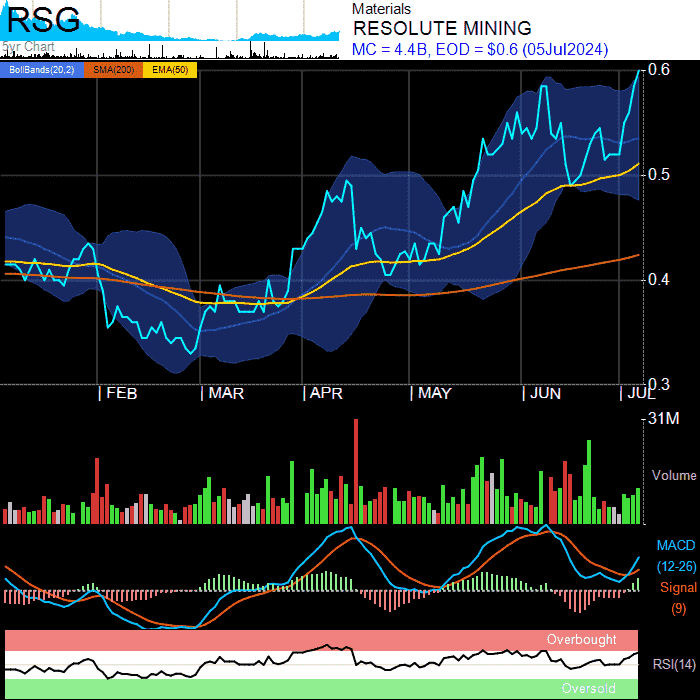 RSG
5yr Chart
Materials
RESOLUTE MINING
MC = 4.4B, EOD = $0.6 (05Jul2024)
BollBands(20,2) SMA(200) EMA(50)
0.6
0.5
0.4
0.3
FEB MAR APR MAY JUN JUL
31M
Volume
MACD
(12-26)
Signal
(9)
Overbought
RSI(14)
Oversold